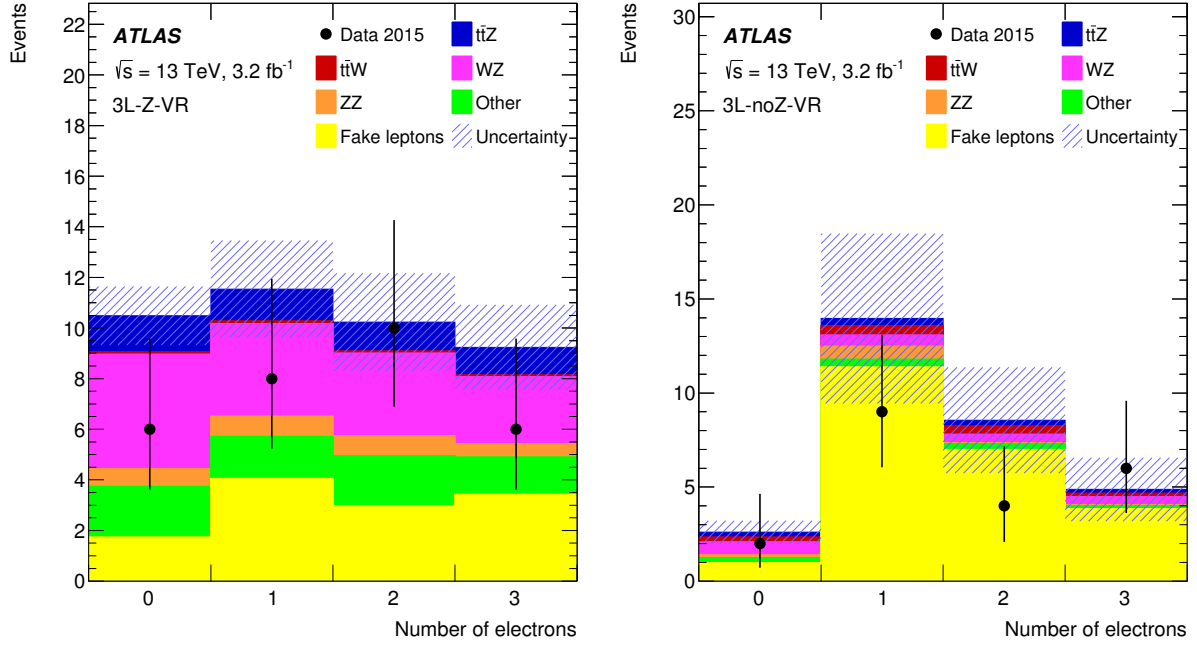 Events
22
20
18
16
14
12
10
8
6
4
2
0
ATLAS
√s = 13 TeV, 3.2 fb⁻¹
3L-Z-VR
Data 2015
tt̄Z
tt̄W
WZ
ZZ
Other
Fake leptons
Uncertainty
0 1 2 3
Number of electrons
Events
30
25
20
15
10
5
0
ATLAS
√s = 13 TeV, 3.2 fb⁻¹
3L-noZ-VR
Data 2015
tt̄Z
tt̄W
WZ
ZZ
Other
Fake leptons
Uncertainty
0 1 2 3
Number of electrons